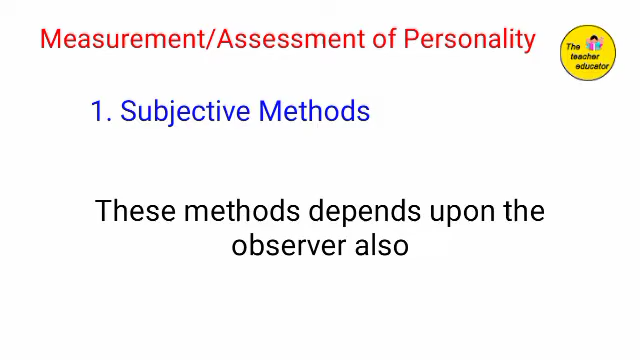 Measurement/Assessment of Personality
The
teacher
educator
1. Subjective Methods
These methods depends upon the
observer also